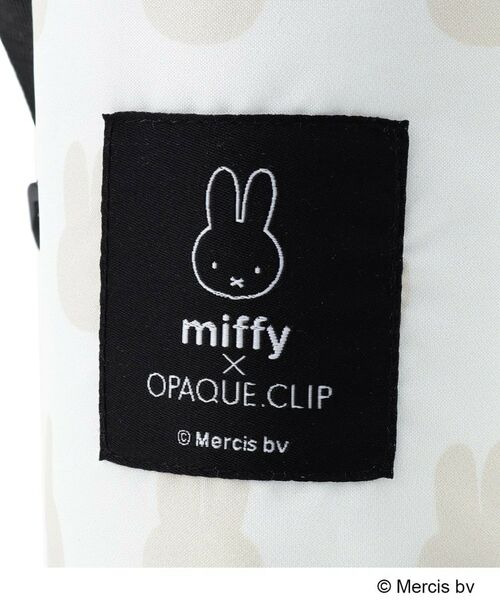 miffy
×
OPAQUE.CLIP
© Mercis bv
© Mercis bv